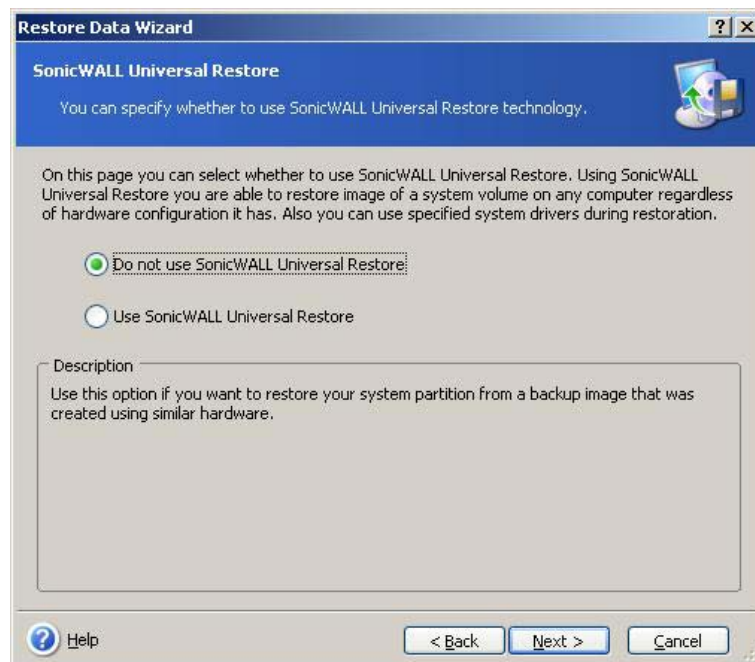 Restore Data Wizard
SonicWALL Universal Restore
You can specify whether to use SonicWALL Universal Restore technology.
On this page you can select whether to use SonicWALL Universal Restore. Using SonicWALL
Universal Restore you are able to restore image of a system volume on any computer regardless
of hardware configuration it has. Also you can use specified system drivers during restoration.
Do not use SonicWALL Universal Restore
Use SonicWALL Universal Restore
Description
Use this option if you want to restore your system partition from a backup image that was
created using similar hardware.
Help
< Back
Next >
Cancel